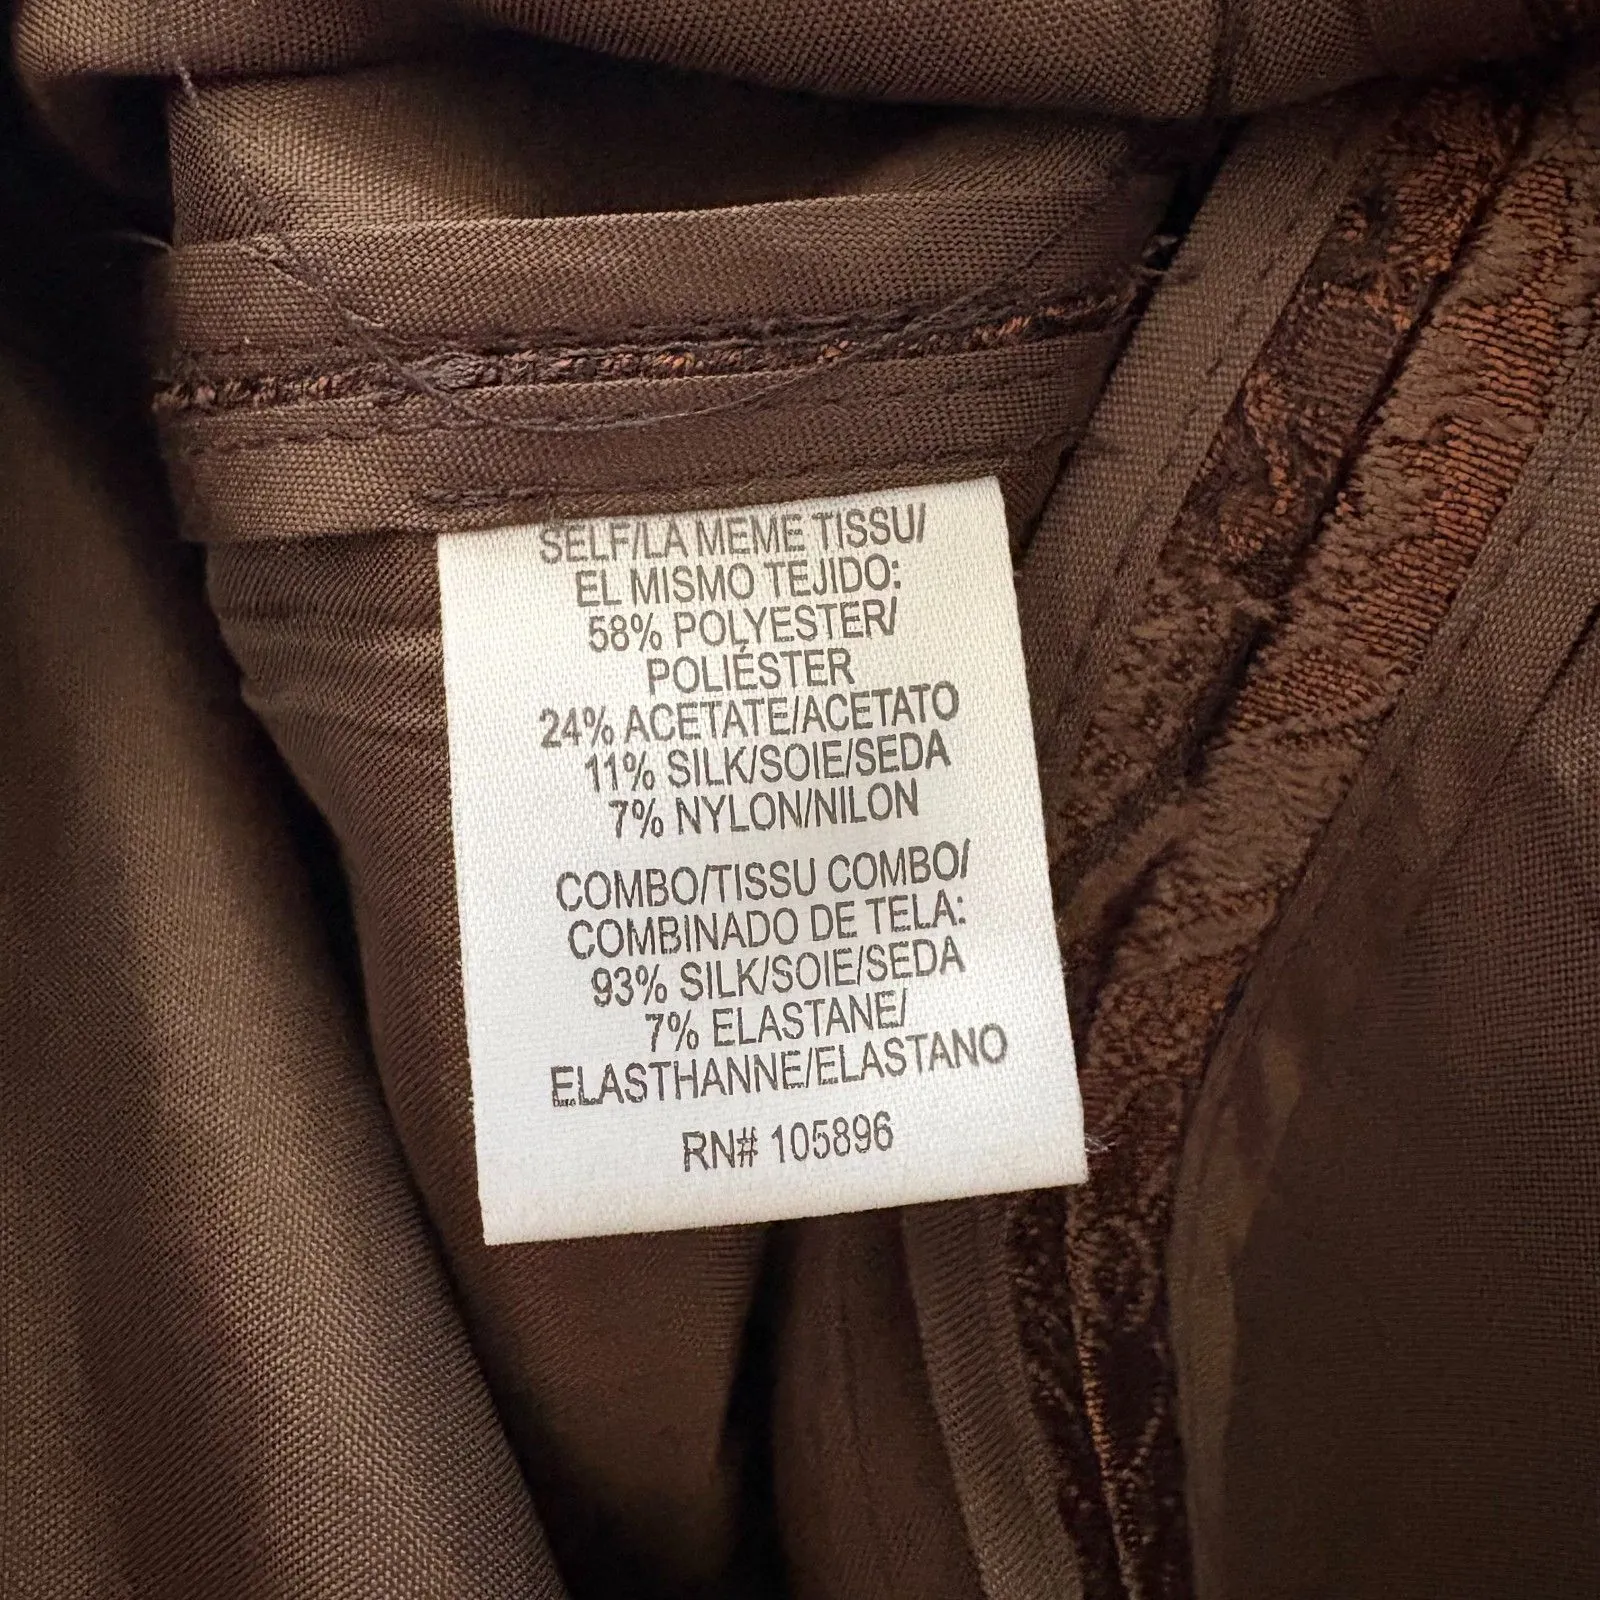 SELF/LA MEME TISSU/
EL MISMO TEJIDO:
58% POLYESTER/
POLIÉSTER
24% ACETATE/ACETATO
11% SILK/SOIE/SEDA
7% NYLON/NILON
COMBO/TISSU COMBO/
COMBINADO DE TELA:
93% SILK/SOIE/SEDA
7% ELASTANE/
ELASTHANNE/ELASTANO
RN# 105896